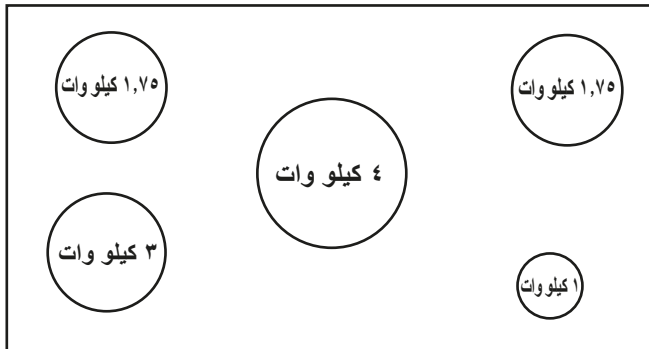 ١,٧٥ كيلو وات
١,٧٥ كيلو وات
٤ كيلو وات
٣ كيلو وات
١ كيلو وات